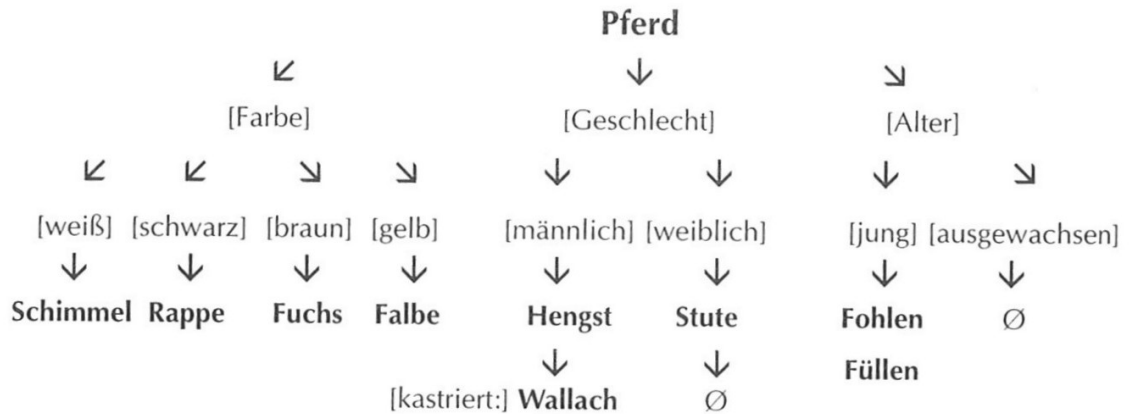 Pferd
[Farbe] [Geschlecht] [Alter]
[weiß] [schwarz] [braun] [gelb] [männlich] [weiblich] [jung] [ausgewachsen]
Schimmel Rappe Fuchs Falbe Hengst Stute Fohlen Ø
Füllen
[kastriert:] Wallach Ø